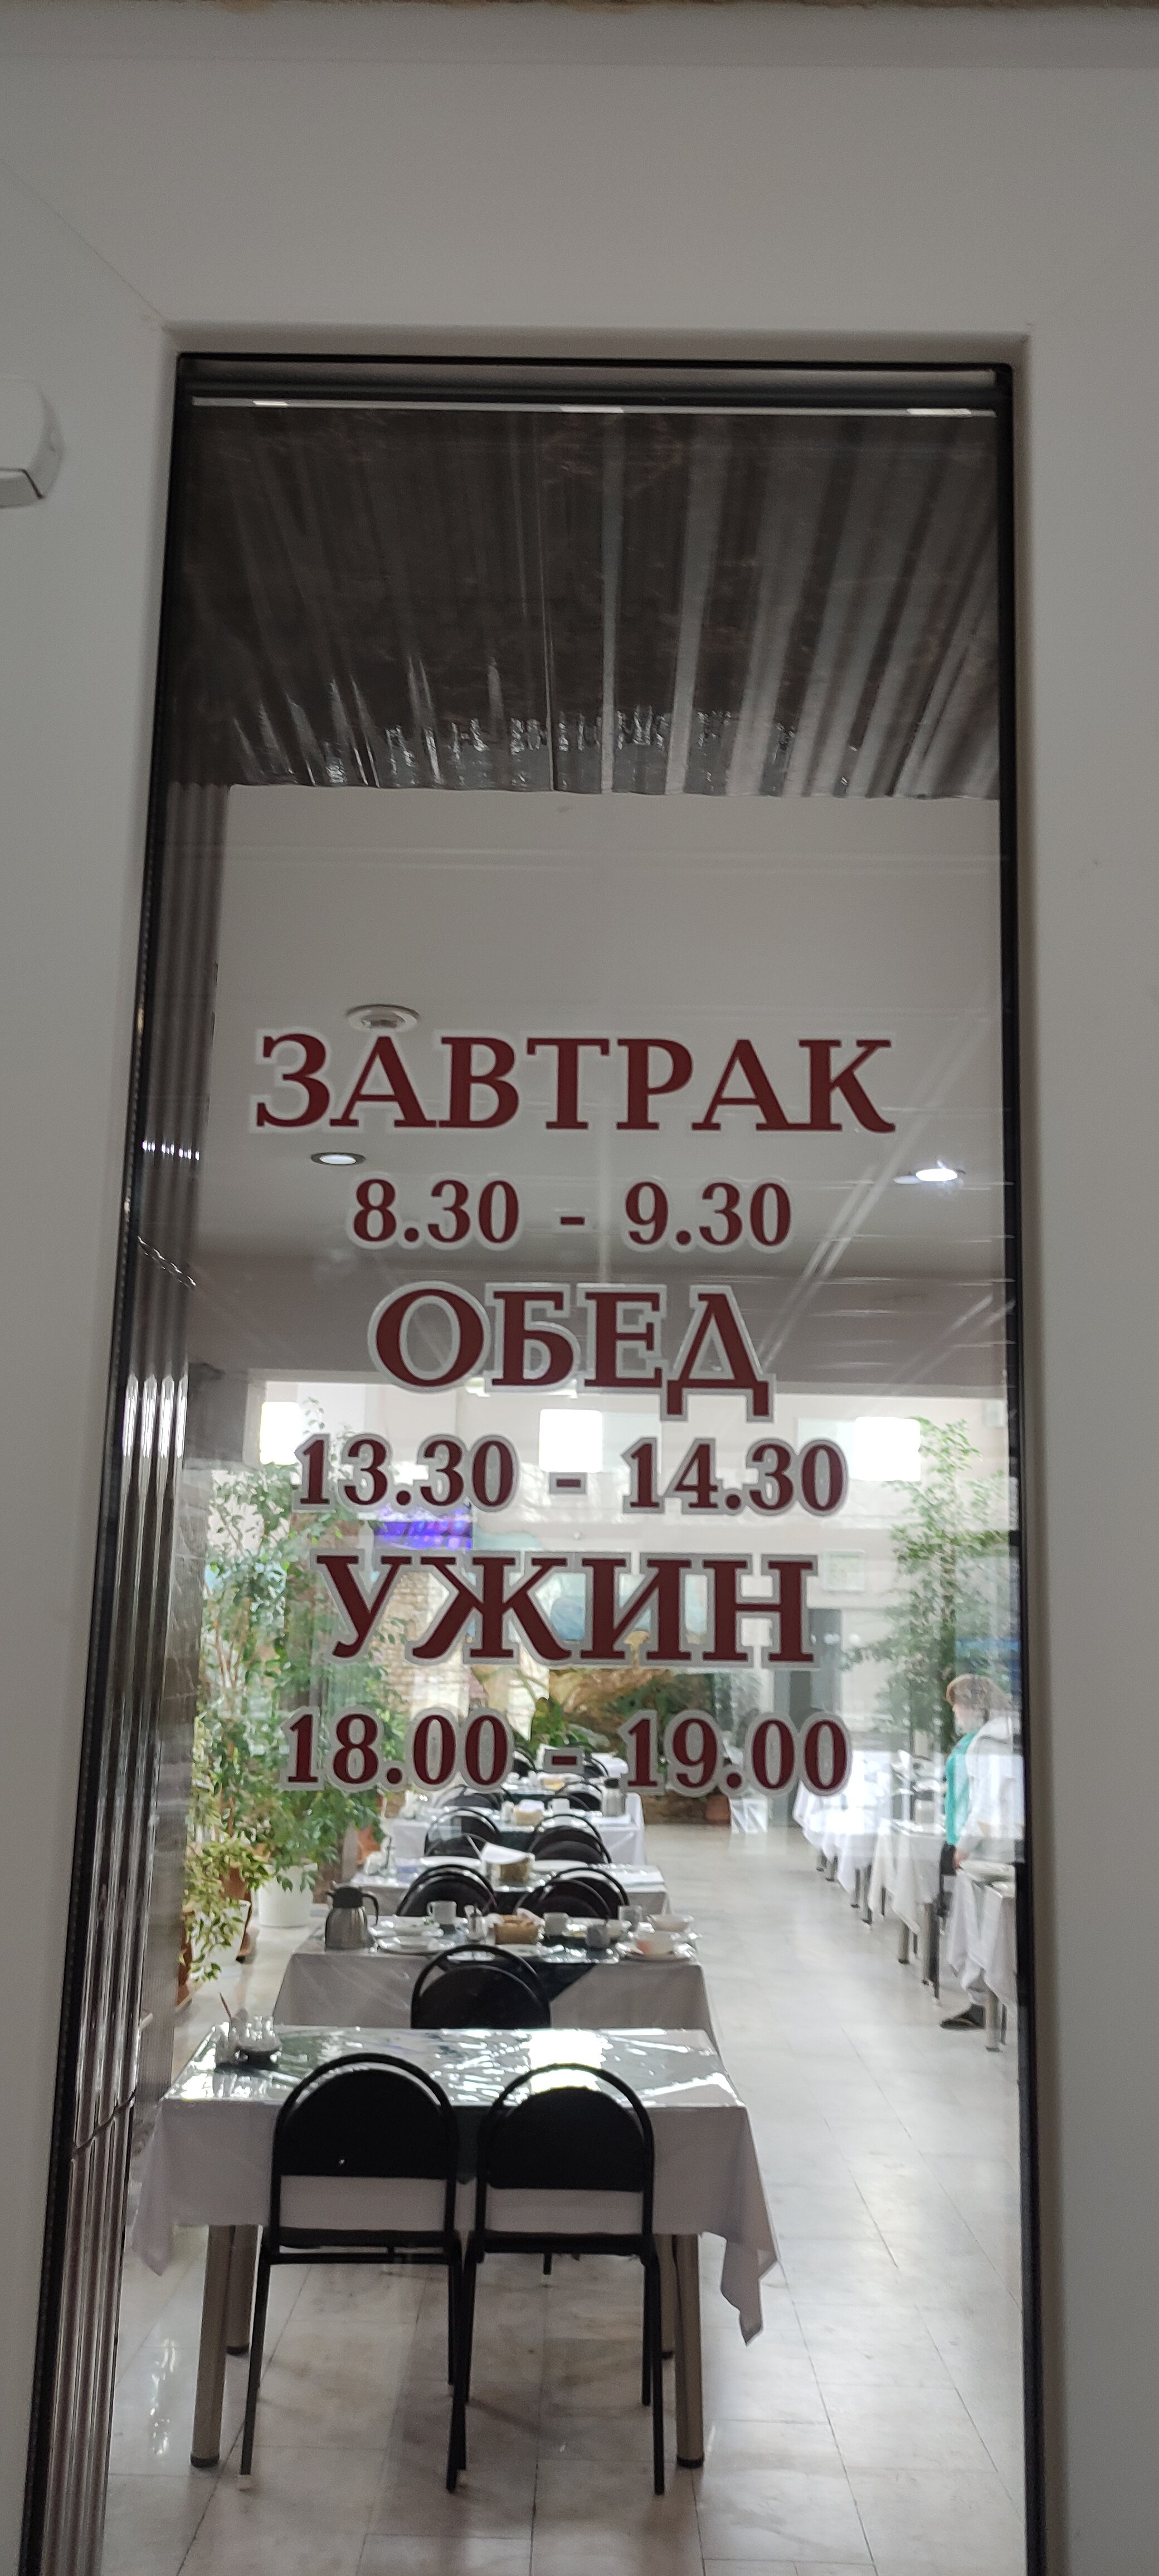 ЗАВТРАК
8.30 - 9.30
ОБЕД
13.30 - 14.30
УЖИН
18.00 - 19.00